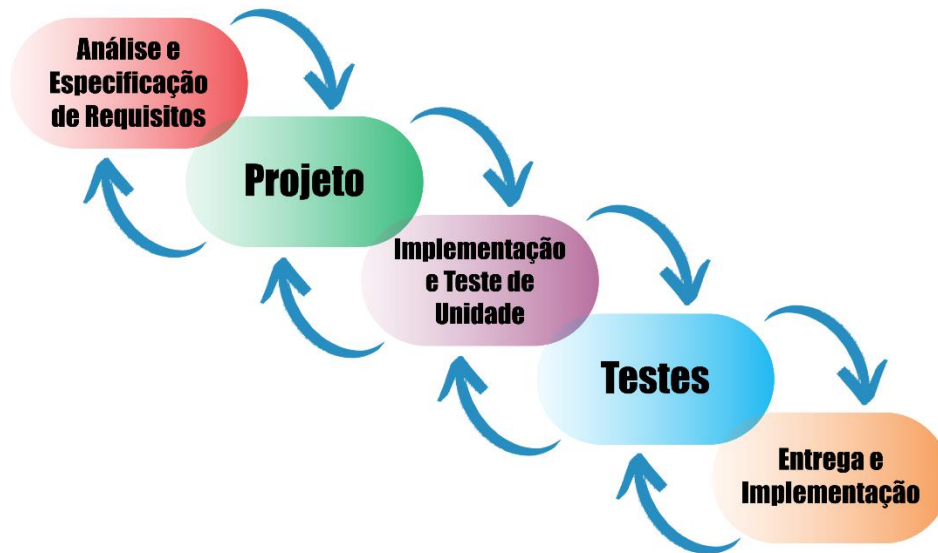 Análise e
Especificação
de Requisitos
Projeto
Implementação
e Teste de
Unidade
Testes
Entrega e
Implementação